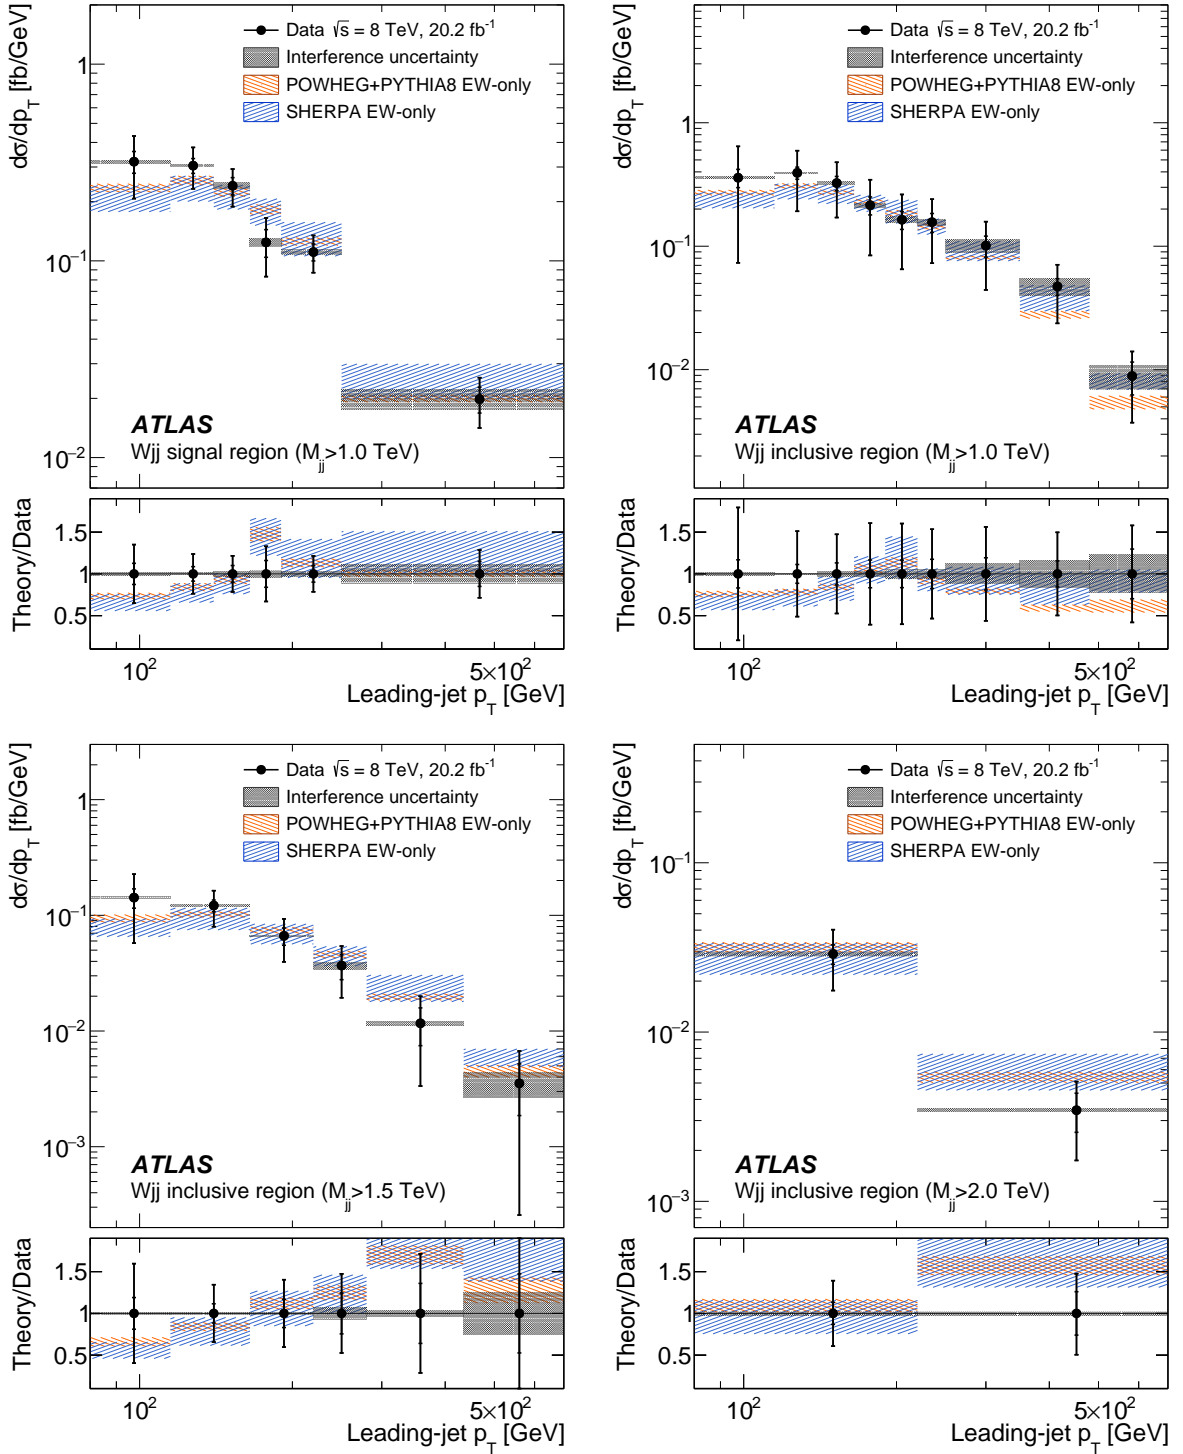 dσ/dp_T [fb/GeV]
Data √s = 8 TeV, 20.2 fb⁻¹
Interference uncertainty
POWHEG+PYTHIA8 EW-only
SHERPA EW-only
1
10⁻¹
10⁻²
ATLAS
Wjj signal region (M_jj>1.0 TeV)
Theory/Data
1.5
1
0.5
10²
5×10²
Leading-jet p_T [GeV]
dσ/dp_T [fb/GeV]
Data √s = 8 TeV, 20.2 fb⁻¹
Interference uncertainty
POWHEG+PYTHIA8 EW-only
SHERPA EW-only
1
10⁻¹
10⁻²
ATLAS
Wjj inclusive region (M_jj>1.0 TeV)
Theory/Data
1.5
1
0.5
10²
5×10²
Leading-jet p_T [GeV]
dσ/dp_T [fb/GeV]
Data √s = 8 TeV, 20.2 fb⁻¹
Interference uncertainty
POWHEG+PYTHIA8 EW-only
SHERPA EW-only
1
10⁻¹
10⁻²
10⁻³
ATLAS
Wjj inclusive region (M_jj>1.5 TeV)
Theory/Data
1.5
1
0.5
10²
5×10²
Leading-jet p_T [GeV]
dσ/dp_T [fb/GeV]
Data √s = 8 TeV, 20.2 fb⁻¹
Interference uncertainty
POWHEG+PYTHIA8 EW-only
SHERPA EW-only
10⁻¹
10⁻²
10⁻³
ATLAS
Wjj inclusive region (M_jj>2.0 TeV)
Theory/Data
1.5
1
0.5
10²
5×10²
Leading-jet p_T [GeV]